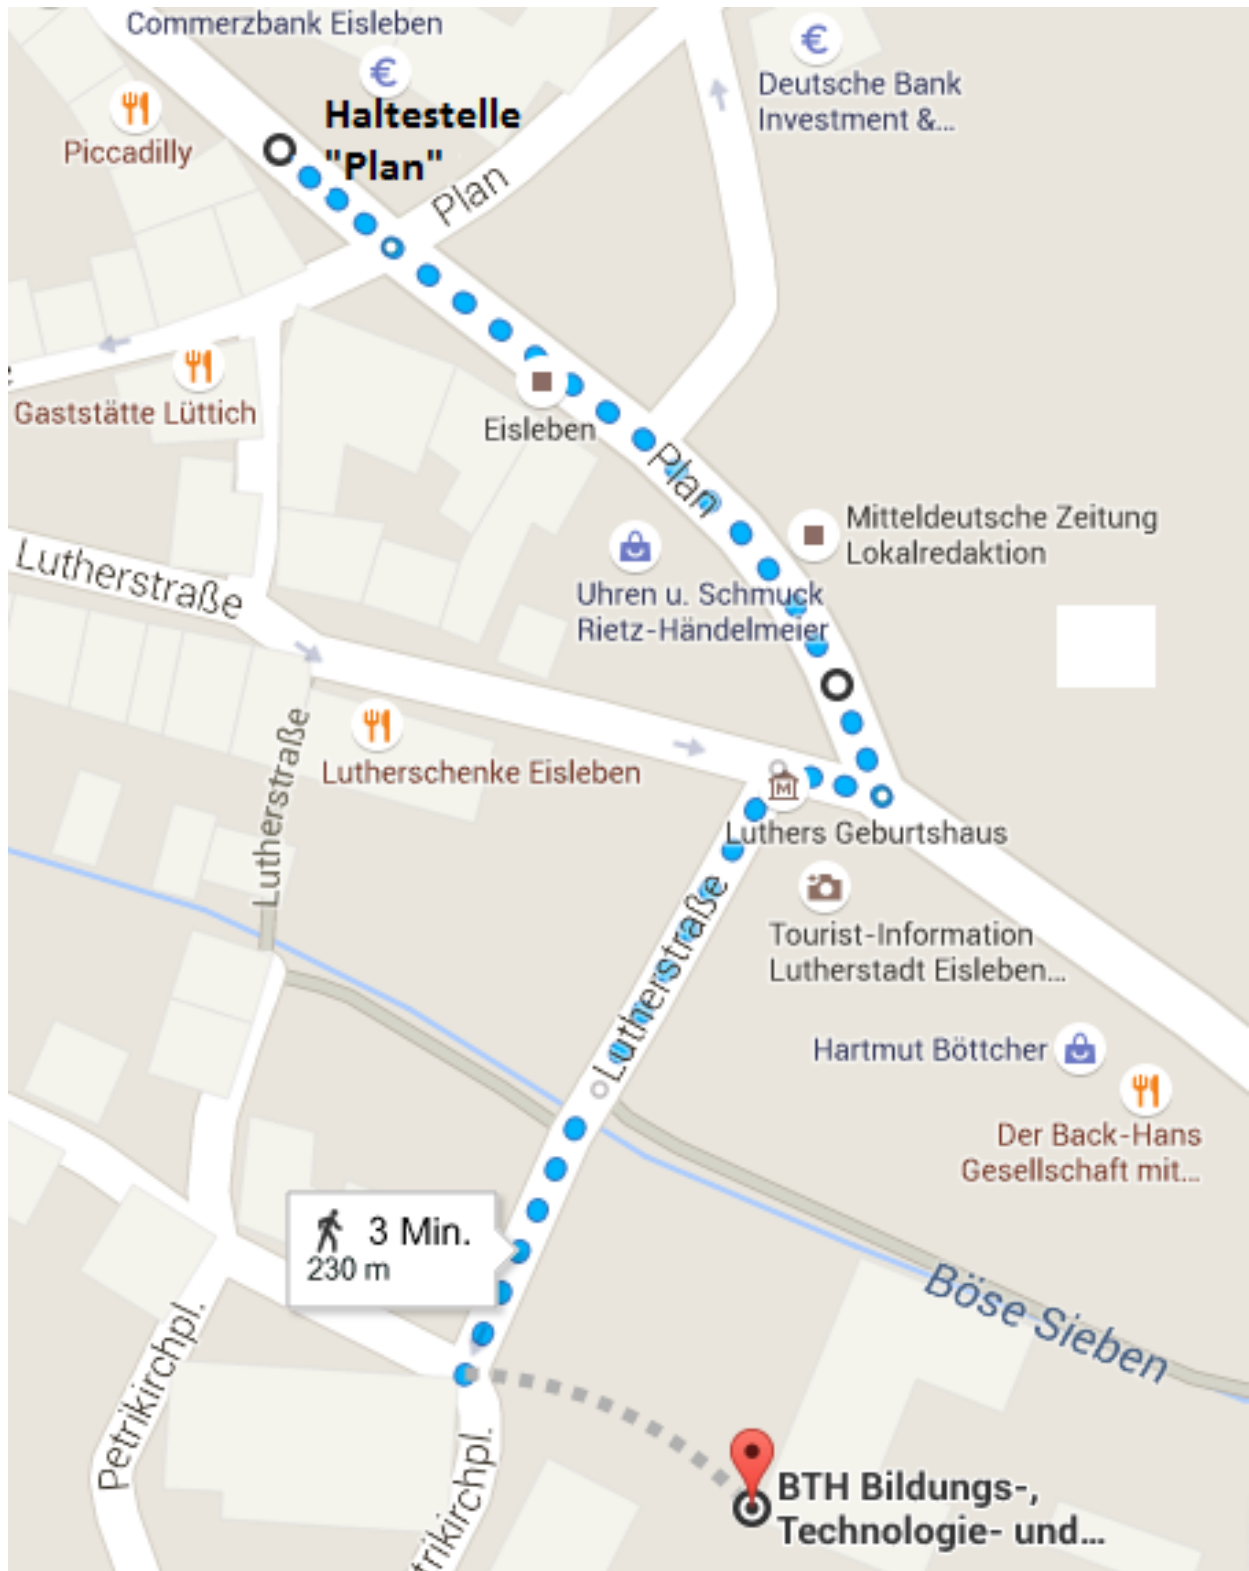 Commerzbank Eisleben
€
€
Deutsche Bank
Investment &...
Haltestelle
"Plan"
Piccadilly
Plan
Gaststätte Lüttich
Eisleben
Plan
Mitteldeutsche Zeitung
Lokalredaktion
Lutherstraße
Uhren u. Schmuck
Rietz-Händelmeier
Lutherstraße
Lutherschenke Eisleben
M
Luthers Geburtshaus
Lutherstraße
Tourist-Information
Lutherstadt Eisleben...
Hartmut Böttcher
Der Back-Hans
Gesellschaft mit...
3 Min.
230 m
Böse Sieben
Petrikirchpl.
trikirchpl.
BTH Bildungs-,
Technologie- und...